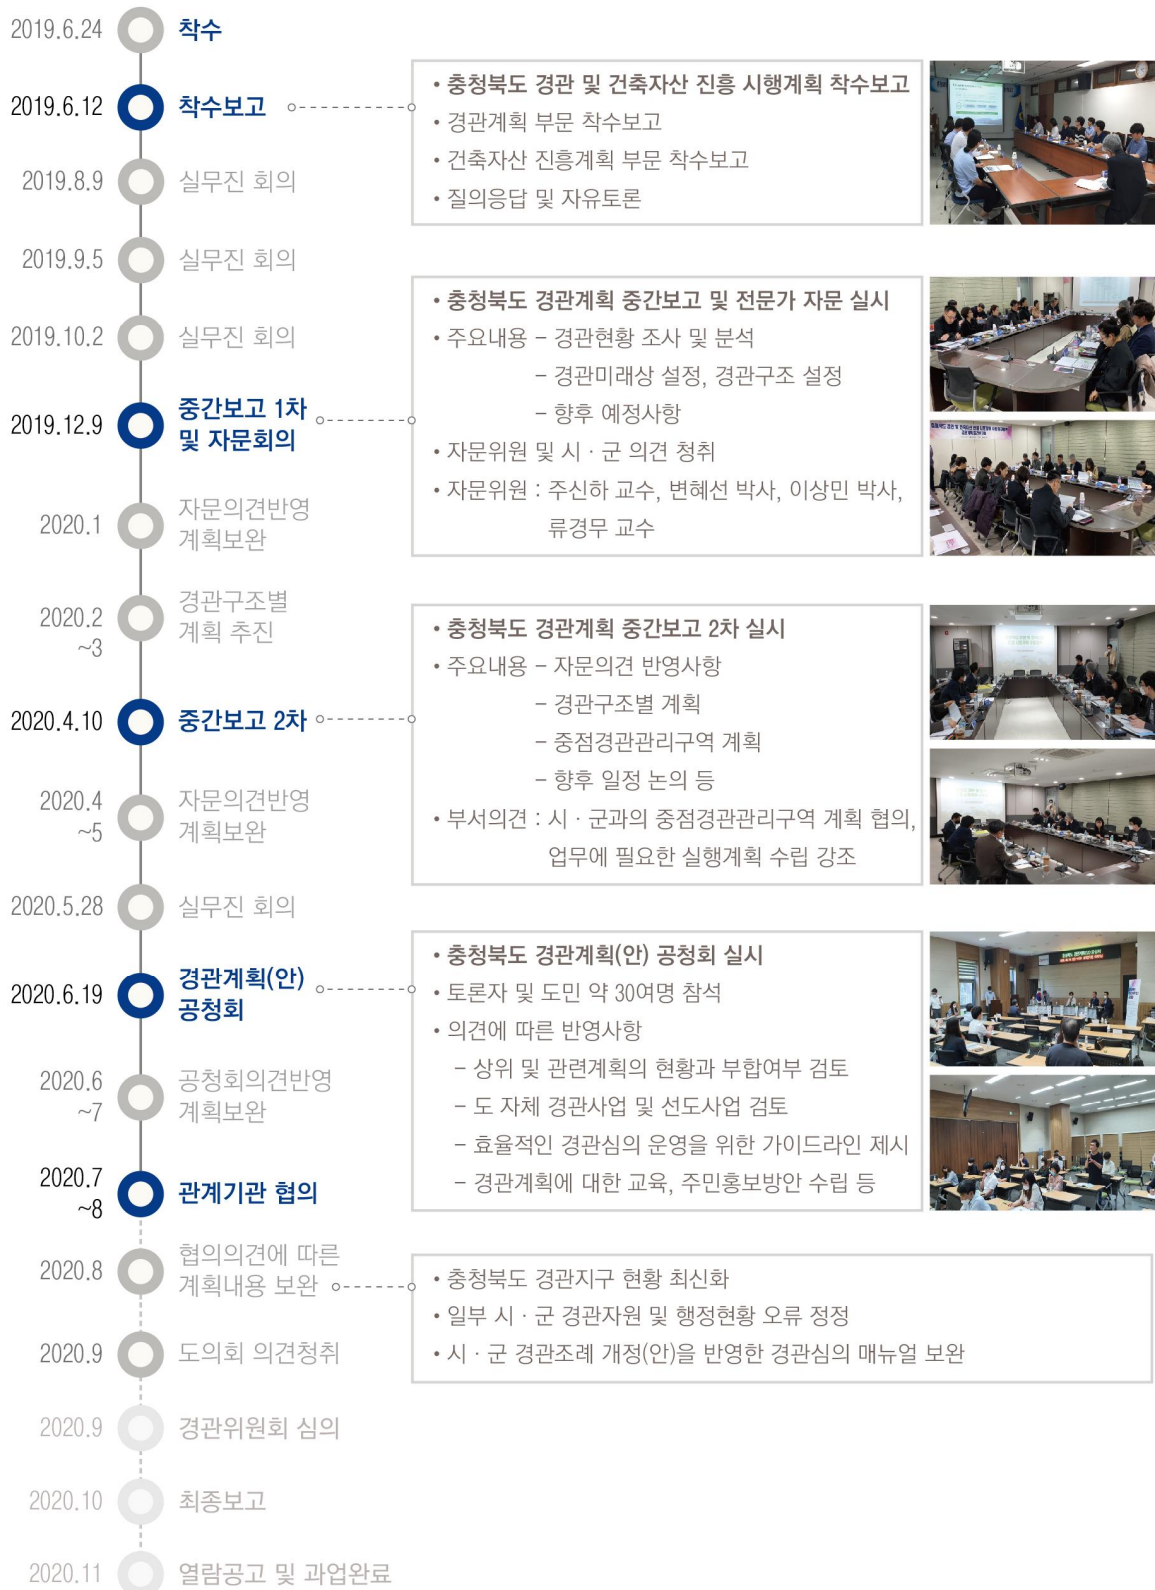 2019.6.24 착수
2019.6.12 착수보고
• 충청북도 경관 및 건축자산 진흥 시행계획 착수보고
• 경관계획 부문 착수보고
• 건축자산 진흥계획 부문 착수보고
• 질의응답 및 자유토론
2019.8.9 실무진 회의
2019.9.5 실무진 회의
2019.10.2 실무진 회의
2019.12.9 중간보고 1차
및 자문회의
• 충청북도 경관계획 중간보고 및 전문가 자문 실시
• 주요내용 – 경관현황 조사 및 분석
– 경관미래상 설정, 경관구조 설정
– 향후 예정사항
• 자문위원 및 시 · 군 의견 청취
• 자문위원 : 주신하 교수, 변혜선 박사, 이상민 박사,
류경무 교수
2020.1 자문의견반영
계획보완
2020.2
~3
경관구조별
계획 추진
2020.4.10 중간보고 2차
• 충청북도 경관계획 중간보고 2차 실시
• 주요내용 – 자문의견 반영사항
– 경관구조별 계획
– 중점경관관리구역 계획
– 향후 일정 논의 등
• 부서의견 : 시 · 군과의 중점경관관리구역 계획 협의,
업무에 필요한 실행계획 수립 강조
2020.4
~5
자문의견반영
계획보완
2020.5.28 실무진 회의
2020.6.19 경관계획(안)
공청회
• 충청북도 경관계획(안) 공청회 실시
• 토론자 및 도민 약 30여명 참석
• 의견에 따른 반영사항
– 상위 및 관련계획의 현황과 부합여부 검토
– 도 자체 경관사업 및 선도사업 검토
– 효율적인 경관심의 운영을 위한 가이드라인 제시
– 경관계획에 대한 교육, 주민홍보방안 수립 등
2020.6
~7
공청회의견반영
계획보완
2020.7
~8
관계기관 협의
2020.8 협의의견에 따른
계획내용 보완
• 충청북도 경관지구 현황 최신화
• 일부 시 · 군 경관자원 및 행정현황 오류 정정
• 시 · 군 경관조례 개정(안)을 반영한 경관심의 매뉴얼 보완
2020.9 도의회 의견청취
2020.9 경관위원회 심의
2020.10 최종보고
2020.11 열람공고 및 과업완료